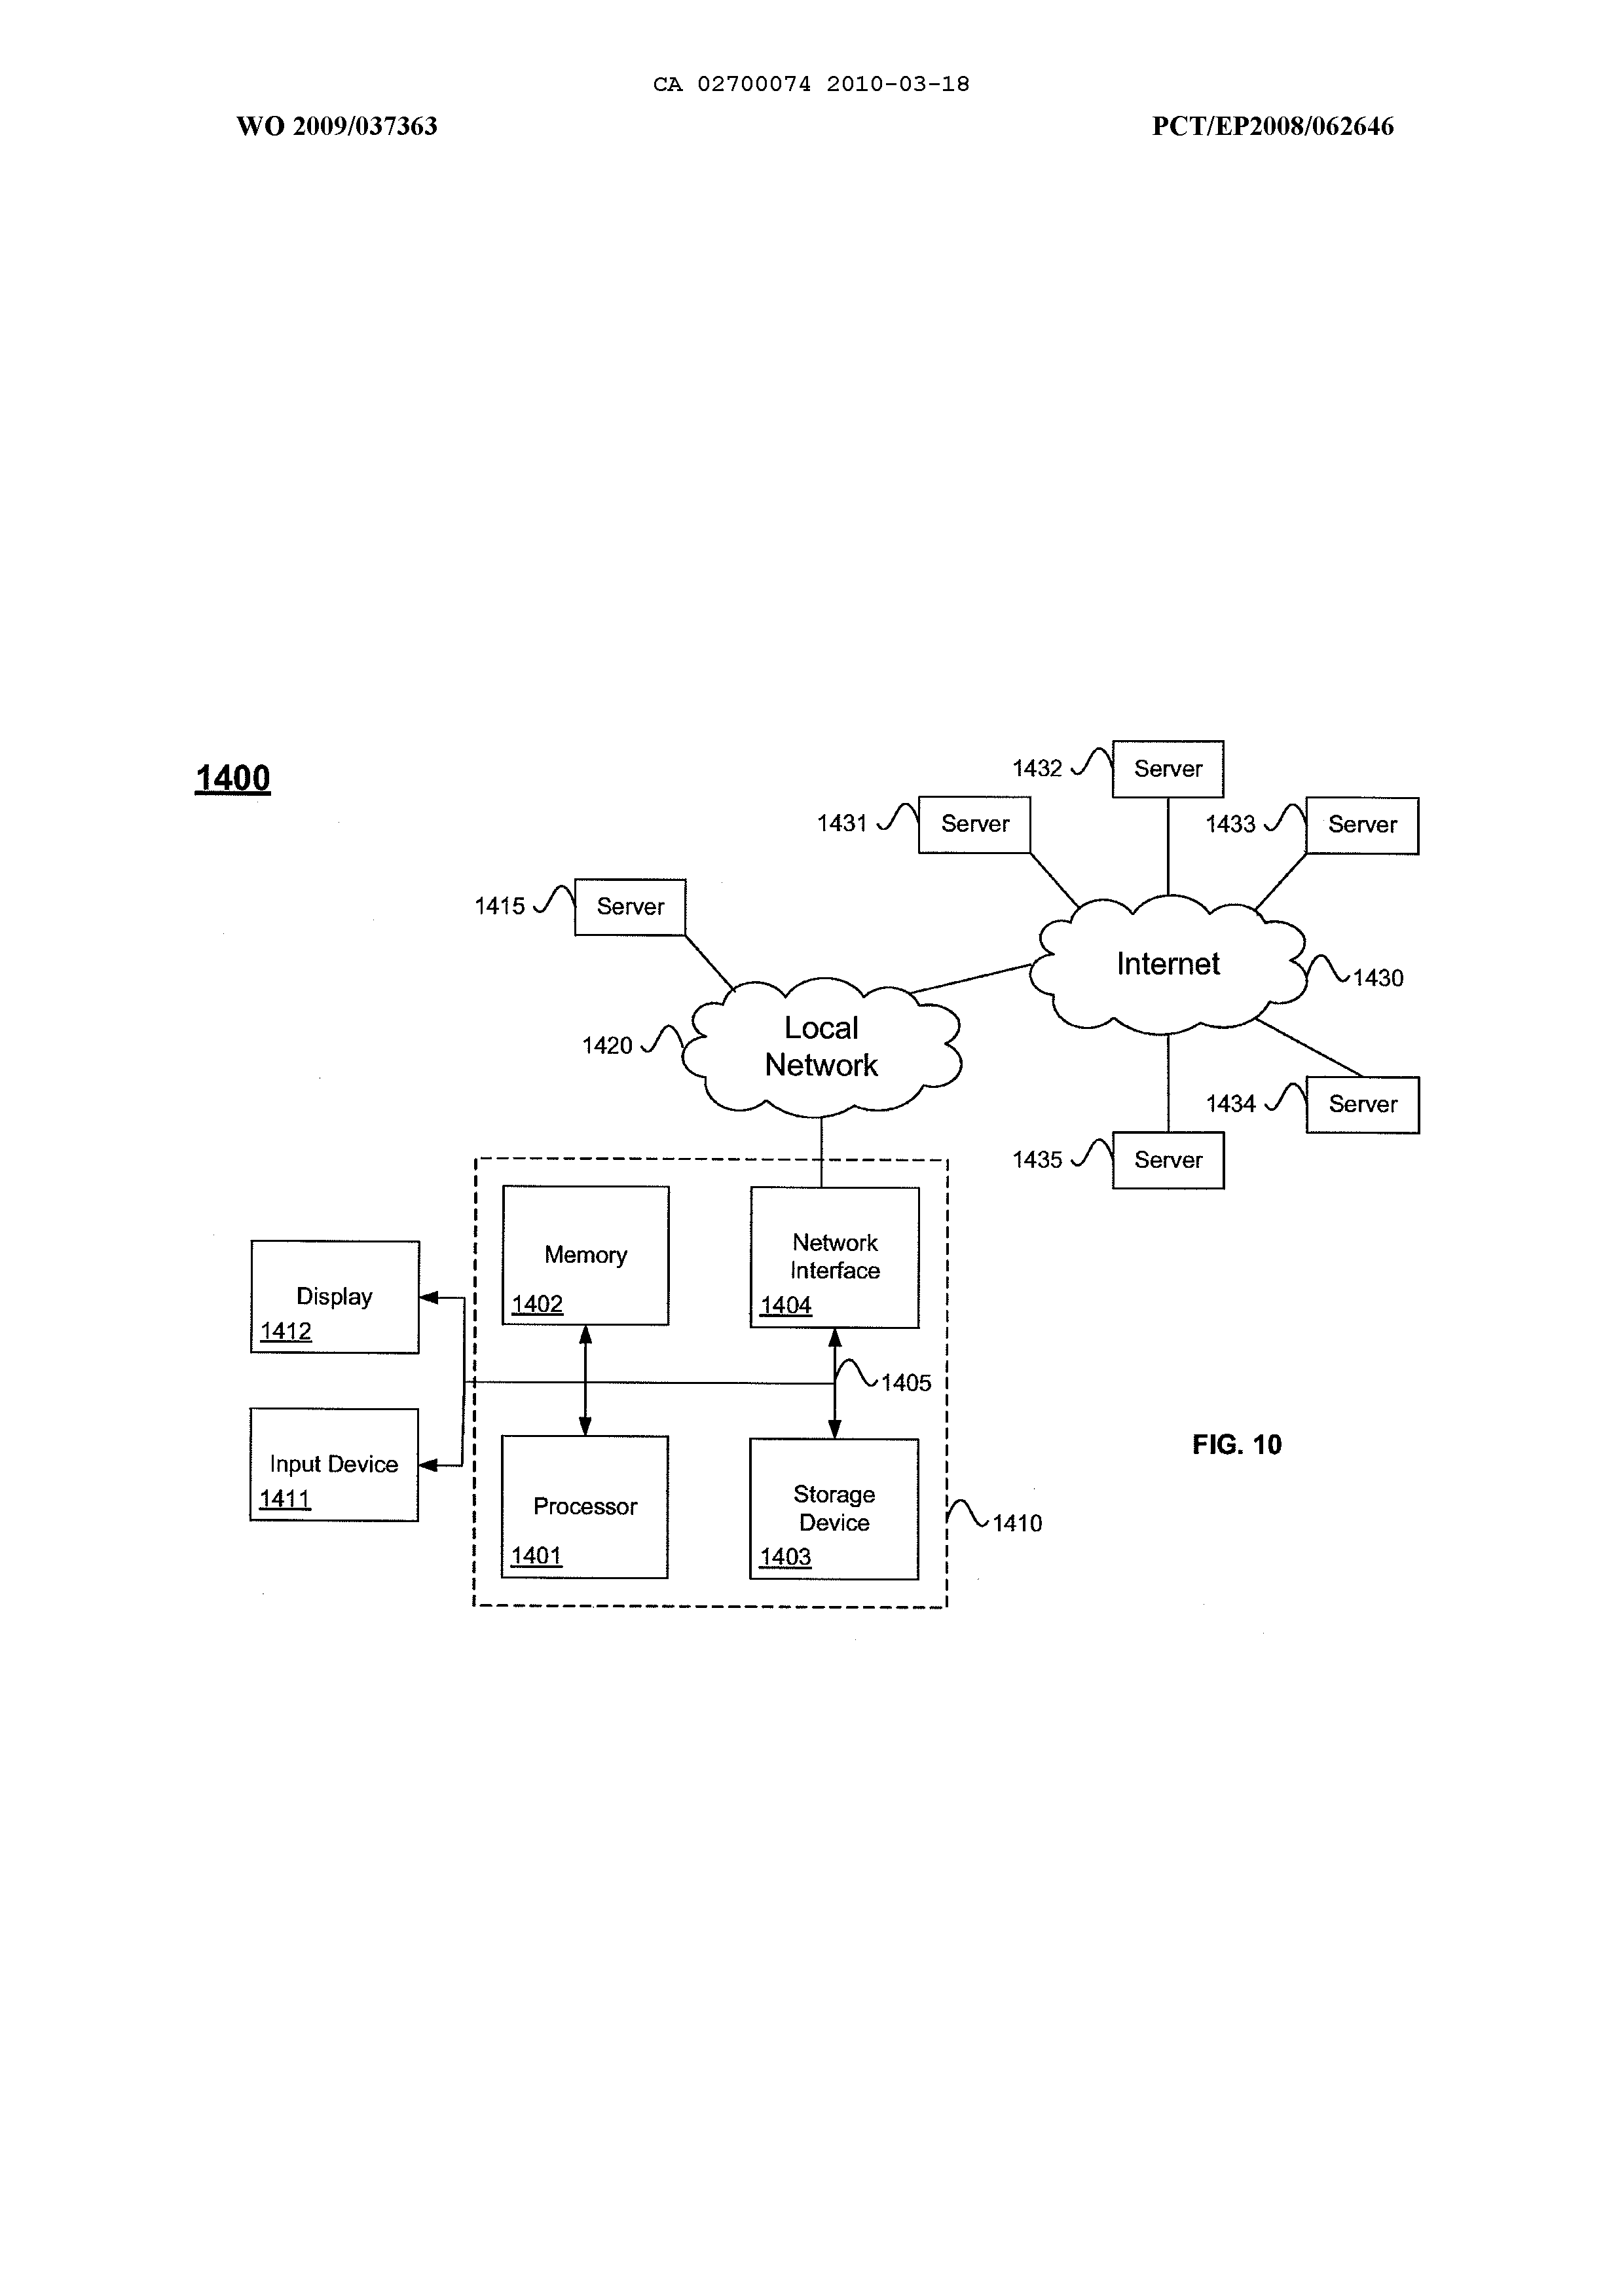 CA 02700074 2010-03-18
WO 2009/037363
PCT/EP2008/062646
1400
1432
Server
1431
Server
1433
Server
1415
Server
Internet
1430
Local
Network
1420
1434
Server
1435
Server
Memory
1402
Network
Interface
1404
Display
1412
1405
Input Device
1411
Processor
1401
Storage
Device
1403
1410
FIG. 10